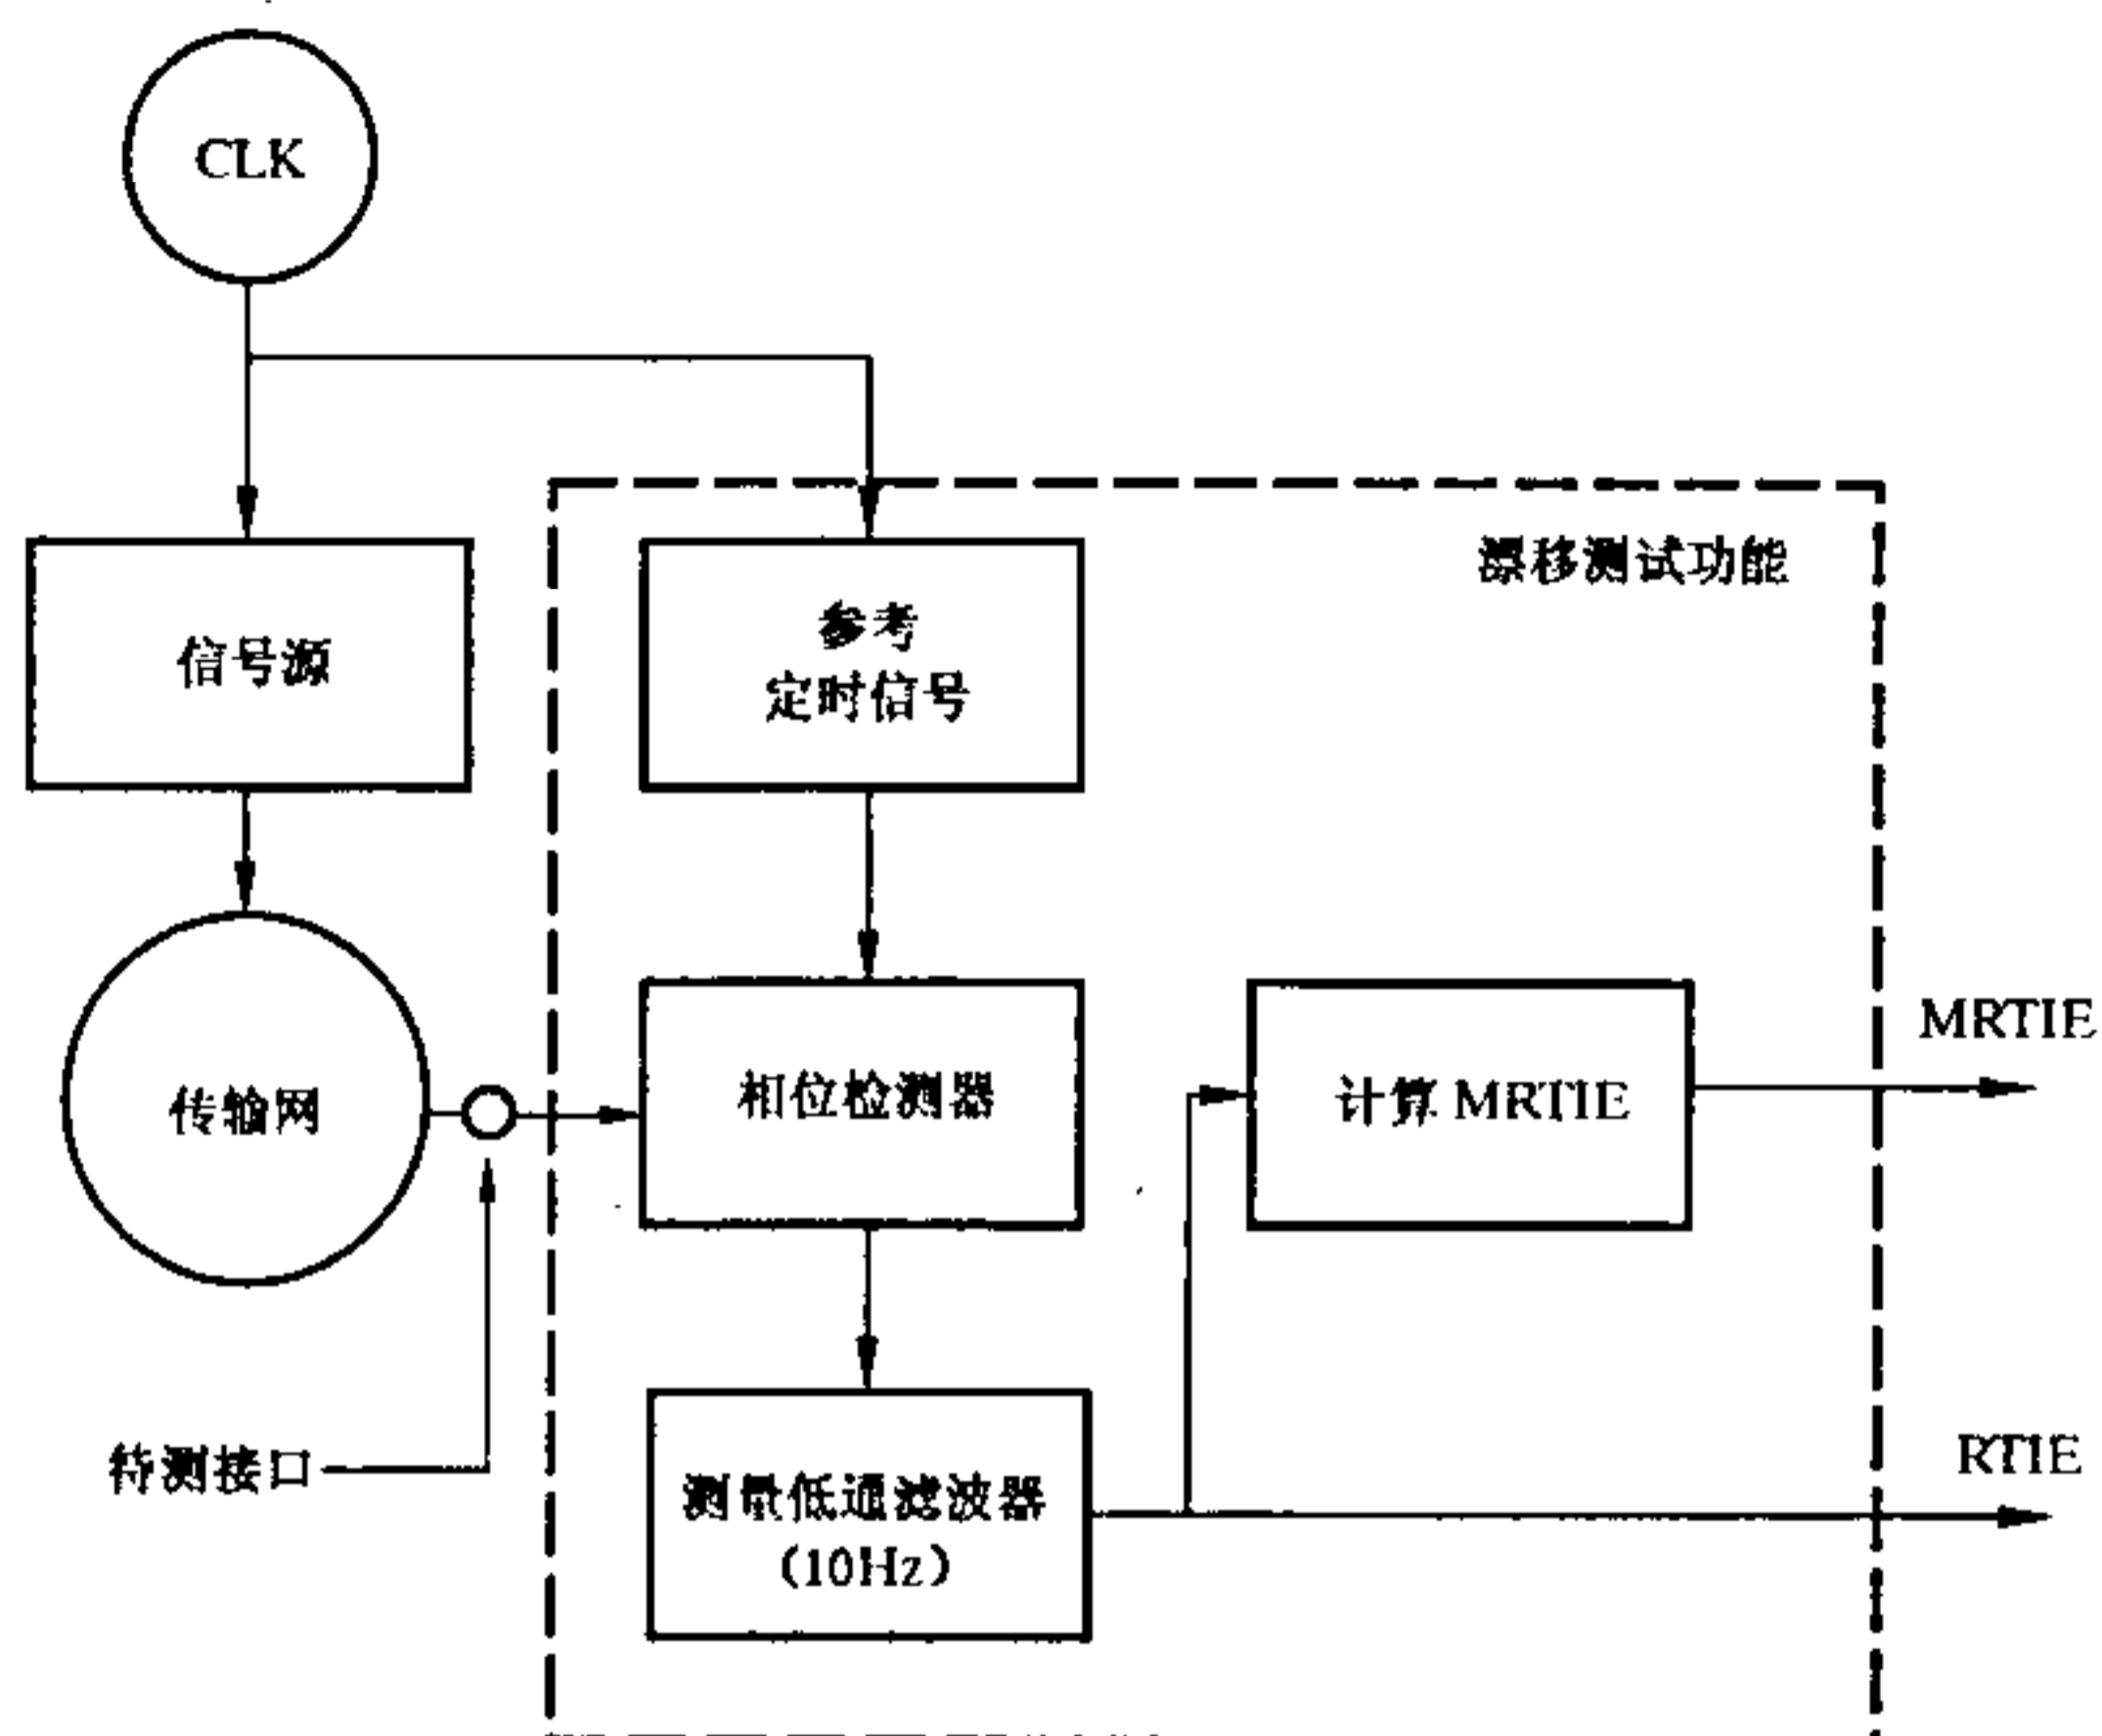 CLK
漂移测试功能
信号源
参考
定时信号
传输网
相位检测器
计算 MRTIE
MRTIE
待测接口
测量低通滤波器
(10Hz)
RTIE